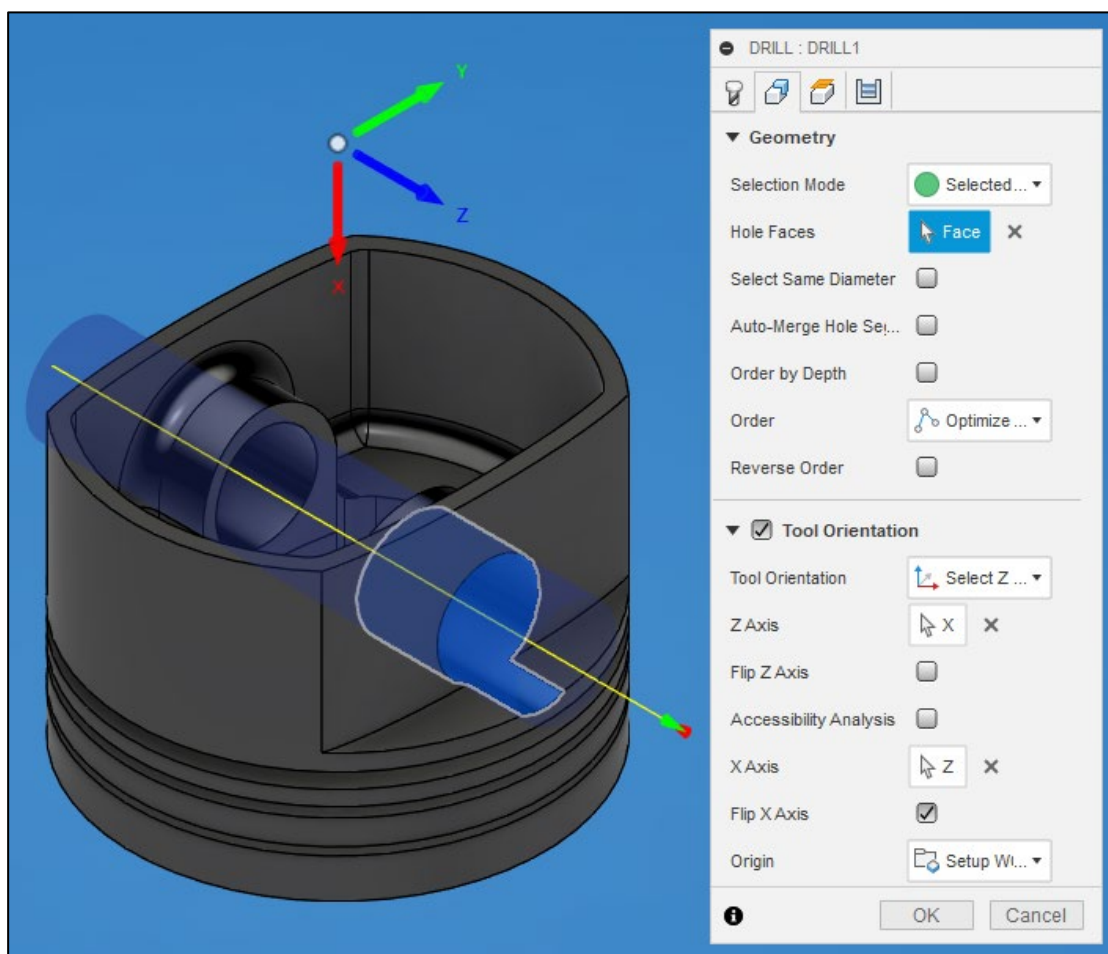 Y
Z
X
DRILL : DRILL1
Geometry
Selection Mode Selected...
Hole Faces Face
Select Same Diameter
Auto-Merge Hole Seg...
Order by Depth
Order Optimize ...
Reverse Order
Tool Orientation
Tool Orientation Select Z ...
Z Axis X
Flip Z Axis
Accessibility Analysis
X Axis Z
Flip X Axis
Origin Setup W...
OK Cancel